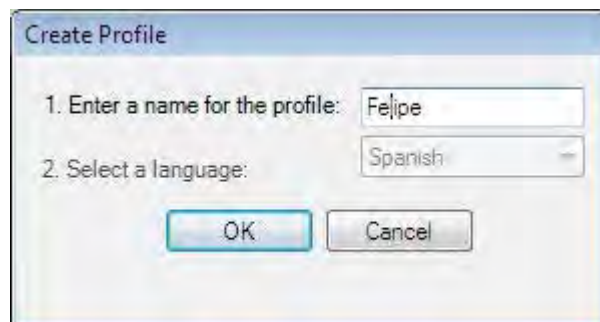 Create Profile
1. Enter a name for the profile: Felipe
2. Select a language: Spanish
OK Cancel